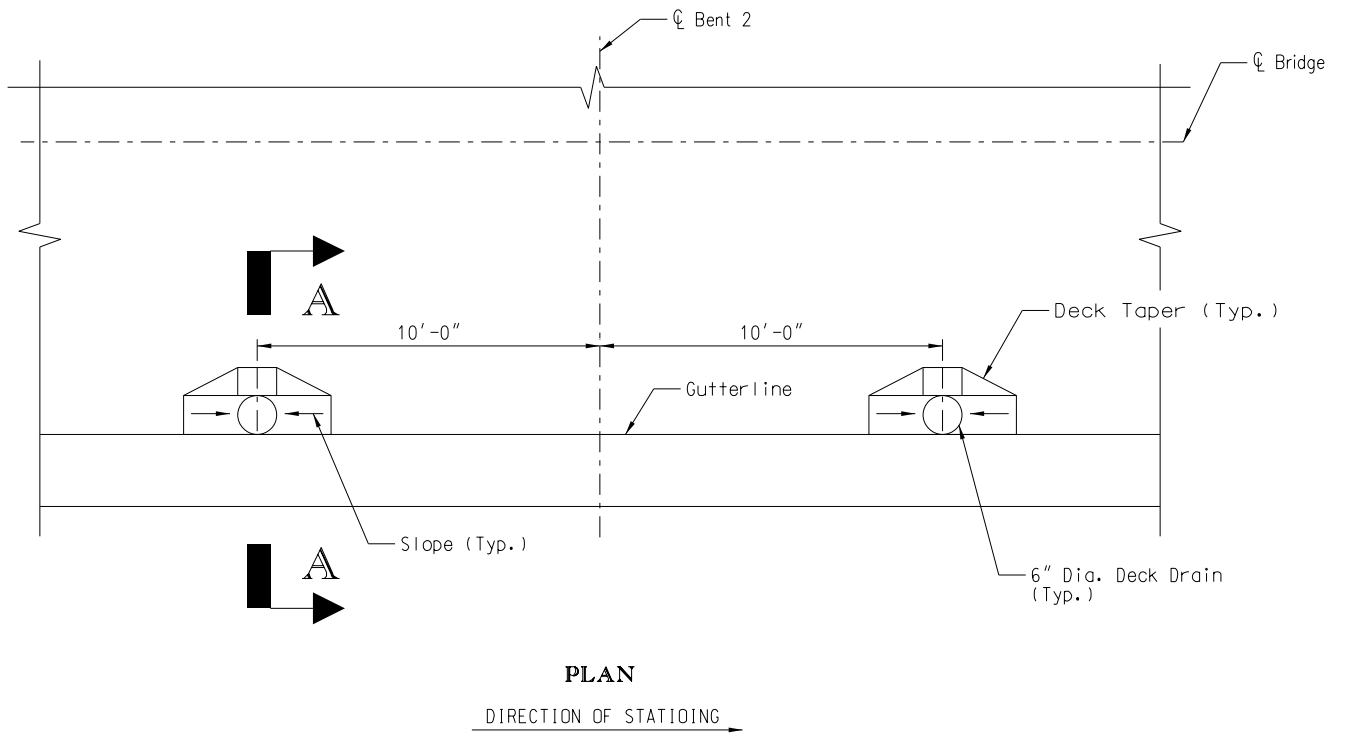 ℄ Bent 2
℄ Bridge
A
10'-0"
10'-0"
Deck Taper (Typ.)
Gutterline
Slope (Typ.)
A
6" Dia. Deck Drain
(Typ.)
PLAN
DIRECTION OF STATIOING